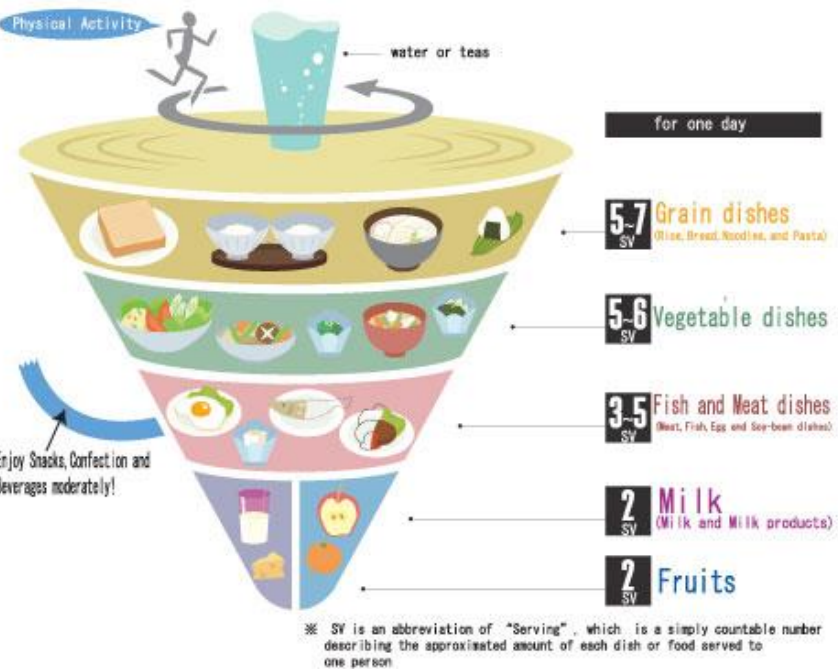 Physical Activity
water or teas
for one day
5~7
SV
Grain dishes
(Rice, Bread, Noodles, and Pasta)
5~6
SV
Vegetable dishes
3~5
SV
Fish and Meat dishes
(Meat, Fish, Egg and Soy-bean dishes)
Enjoy Snacks, Confection and
Beverages moderately!
2
SV
Milk
(Milk and Milk products)
2
SV
Fruits
※ SV is an abbreviation of "Serving", which is a simply countable number
describing the approximated amount of each dish or food served to
one person